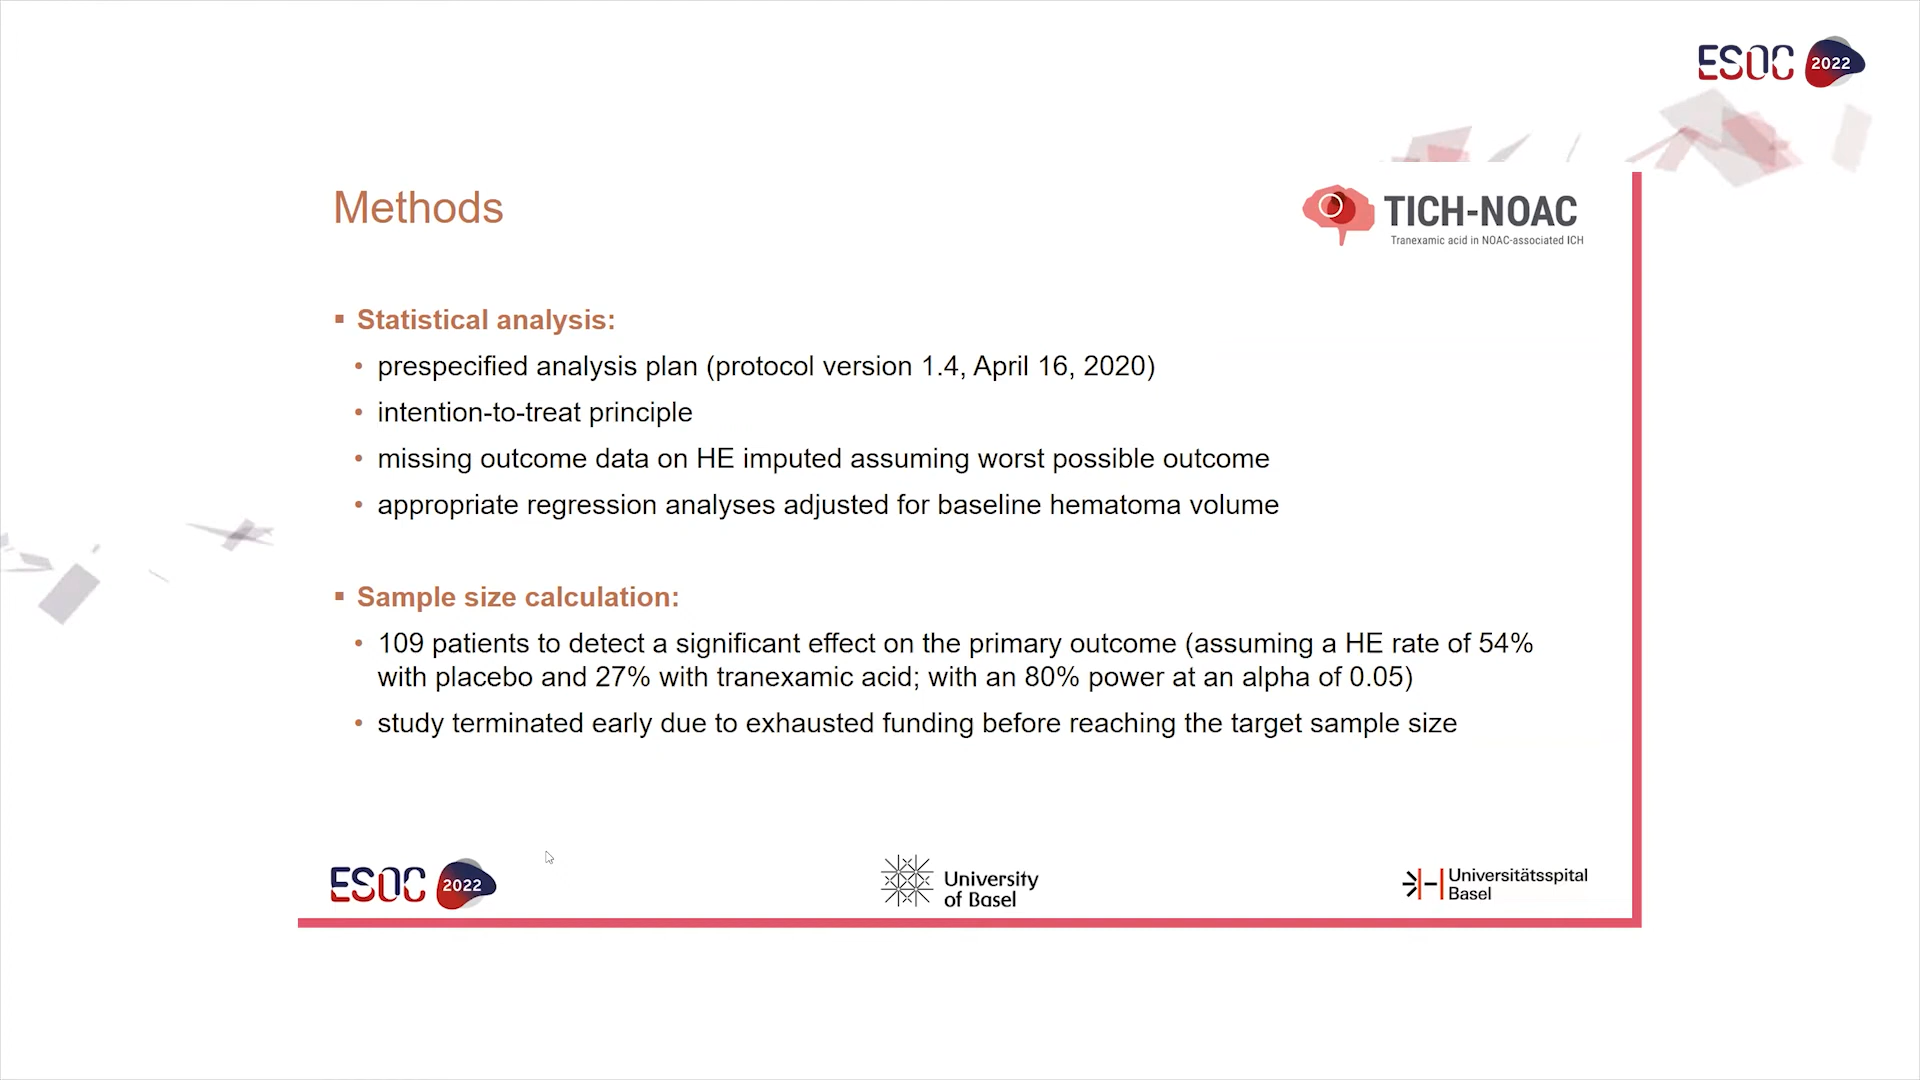 ESOC 2022
Methods
TICH-NOAC
Tranexamic acid in NOAC-associated ICH
▪ Statistical analysis:
• prespecified analysis plan (protocol version 1.4, April 16, 2020)
• intention-to-treat principle
• missing outcome data on HE imputed assuming worst possible outcome
• appropriate regression analyses adjusted for baseline hematoma volume
▪ Sample size calculation:
• 109 patients to detect a significant effect on the primary outcome (assuming a HE rate of 54%
with placebo and 27% with tranexamic acid; with an 80% power at an alpha of 0.05)
• study terminated early due to exhausted funding before reaching the target sample size
ESOC 2022
University
of Basel
Universitätsspital
Basel